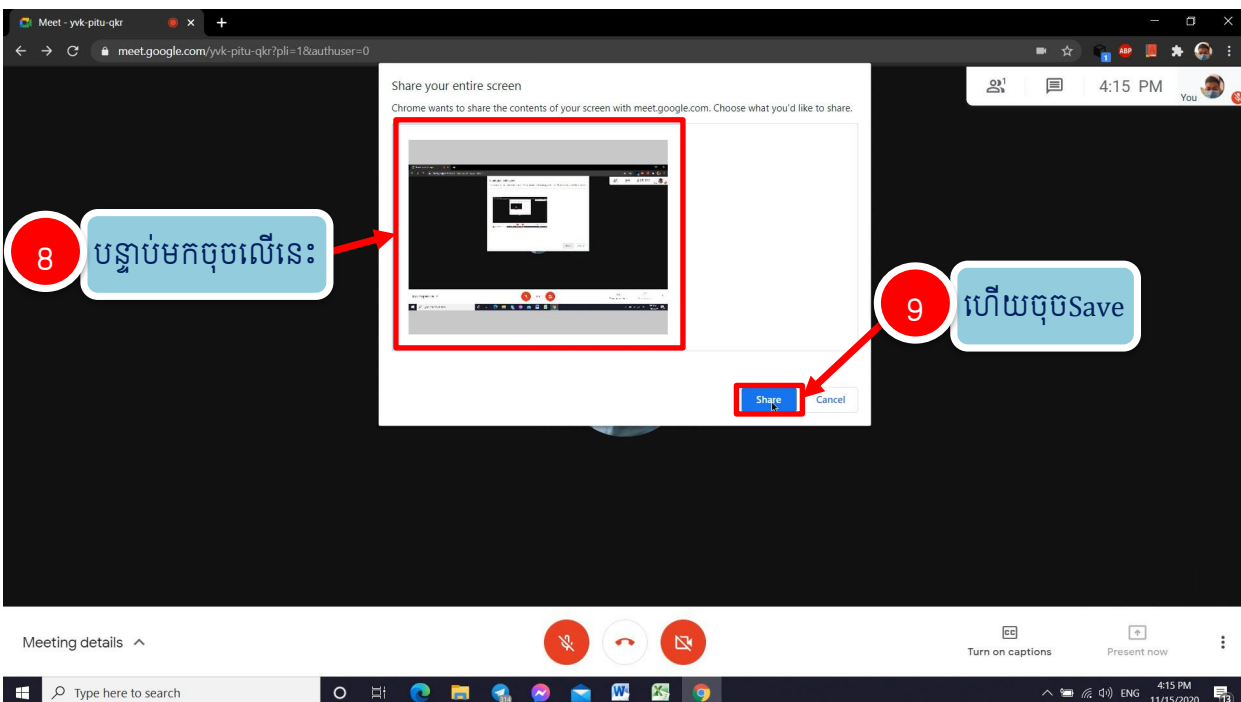 Meet - yvk-pitu-qkr
meet.google.com/yvk-pitu-qkr?pli=1&authuser=0
Share your entire screen
Chrome wants to share the contents of your screen with meet.google.com. Choose what you'd like to share.
1
4:15 PM
You
ABP
1
8
បន្ទាប់មកចុចលើនេះ
9
ហើយចុចSave
Share
Cancel
Meeting details
CC
Turn on captions
Present now
Type here to search
ENG
4:15 PM
11/15/2020